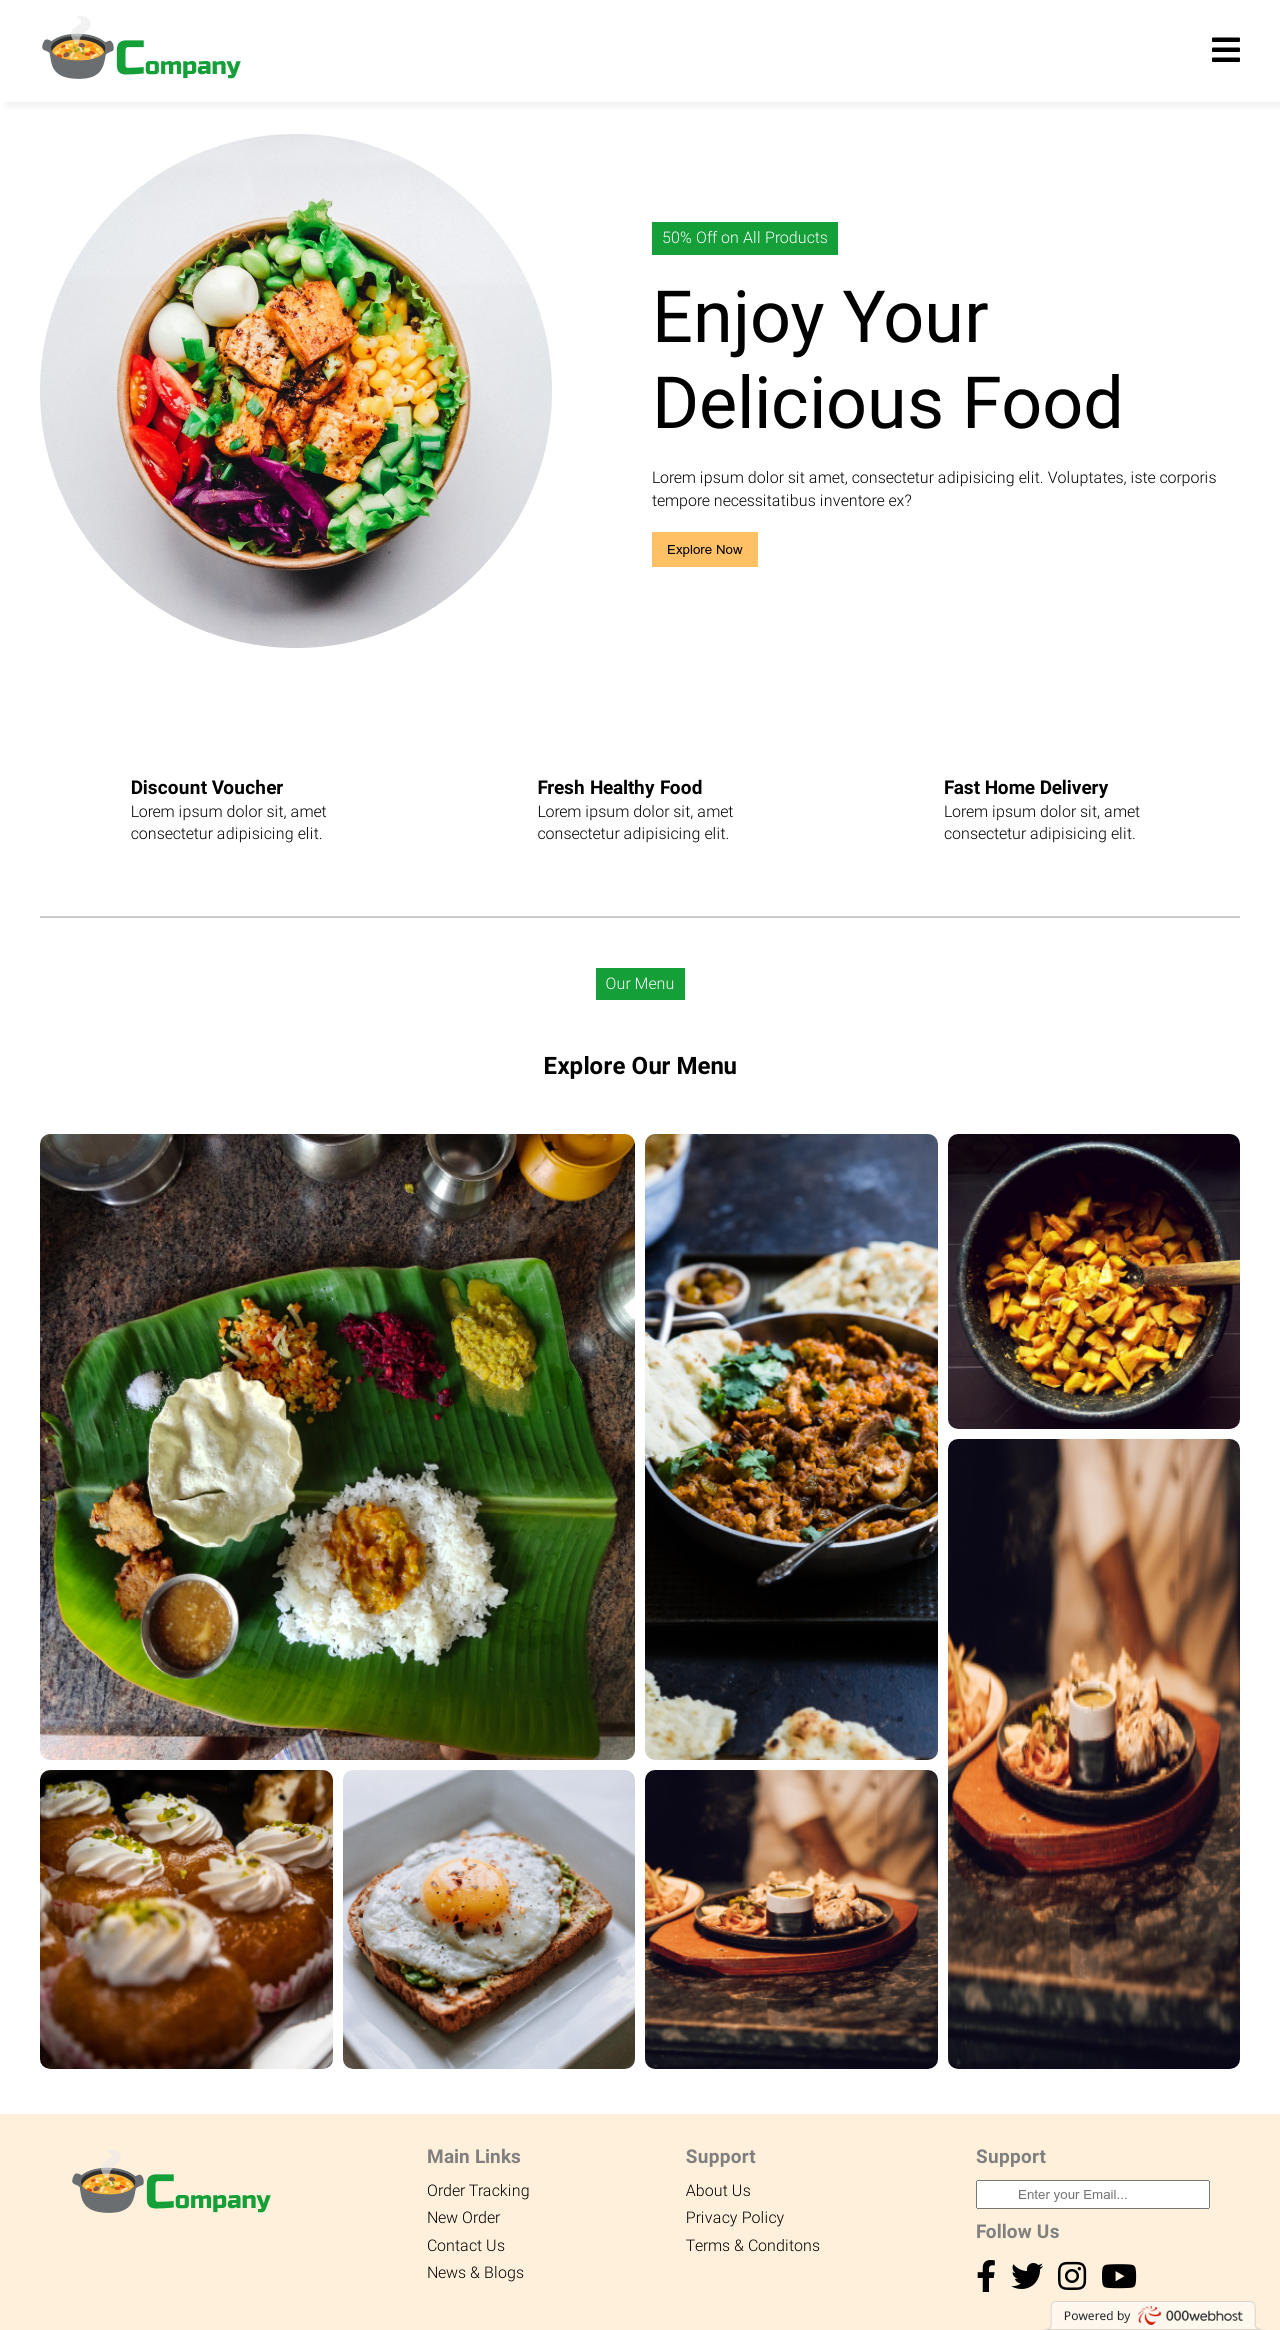 Company
50% Off on All Products
Enjoy Your
Delicious Food
Lorem ipsum dolor sit amet, consectetur adipisicing elit. Voluptates, iste corporis
tempore necessitatibus inventore ex?
Explore Now
Discount Voucher
Lorem ipsum dolor sit, amet
consectetur adipisicing elit.
Fresh Healthy Food
Lorem ipsum dolor sit, amet
consectetur adipisicing elit.
Fast Home Delivery
Lorem ipsum dolor sit, amet
consectetur adipisicing elit.
Our Menu
Explore Our Menu
Company
Main Links
Order Tracking
New Order
Contact Us
News & Blogs
Support
About Us
Privacy Policy
Terms & Conditons
Support
Enter your Email...
Follow Us
Powered by 000webhost